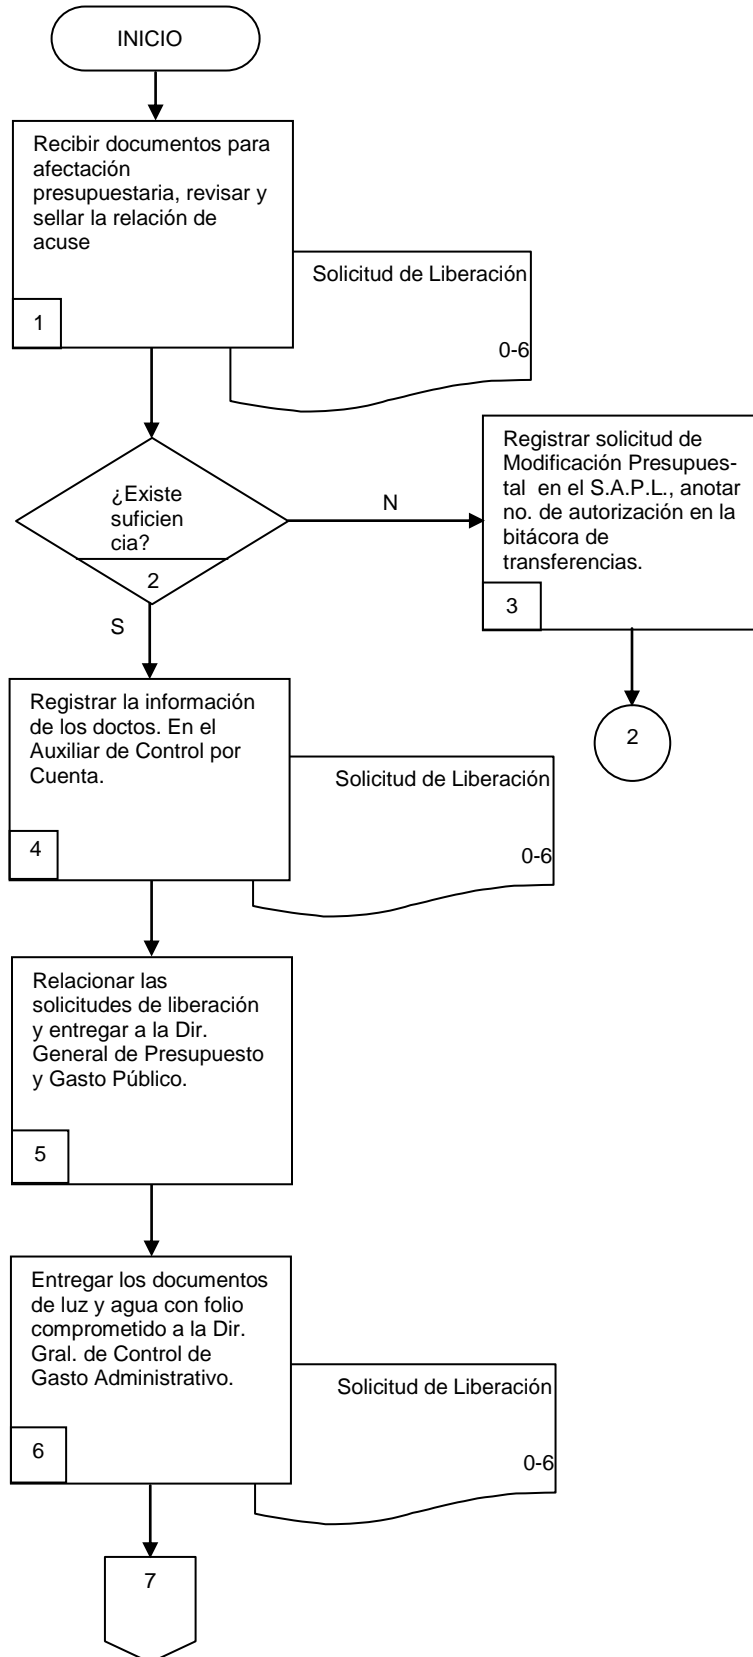 INICIO
Recibir documentos para
afectación
presupuestaria, revisar y
sellar la relación de
acuse
1
Solicitud de Liberación
0-6
¿Existe
suficien
cia?
2
N
S
Registrar solicitud de
Modificación Presupues-
tal en el S.A.P.L., anotar
no. de autorización en la
bitácora de
transferencias.
3
2
Registrar la información
de los doctos. En el
Auxiliar de Control por
Cuenta.
4
Solicitud de Liberación
0-6
Relacionar las
solicitudes de liberación
y entregar a la Dir.
General de Presupuesto
y Gasto Público.
5
Entregar los documentos
de luz y agua con folio
comprometido a la Dir.
Gral. de Control de
Gasto Administrativo.
6
Solicitud de Liberación
0-6
7